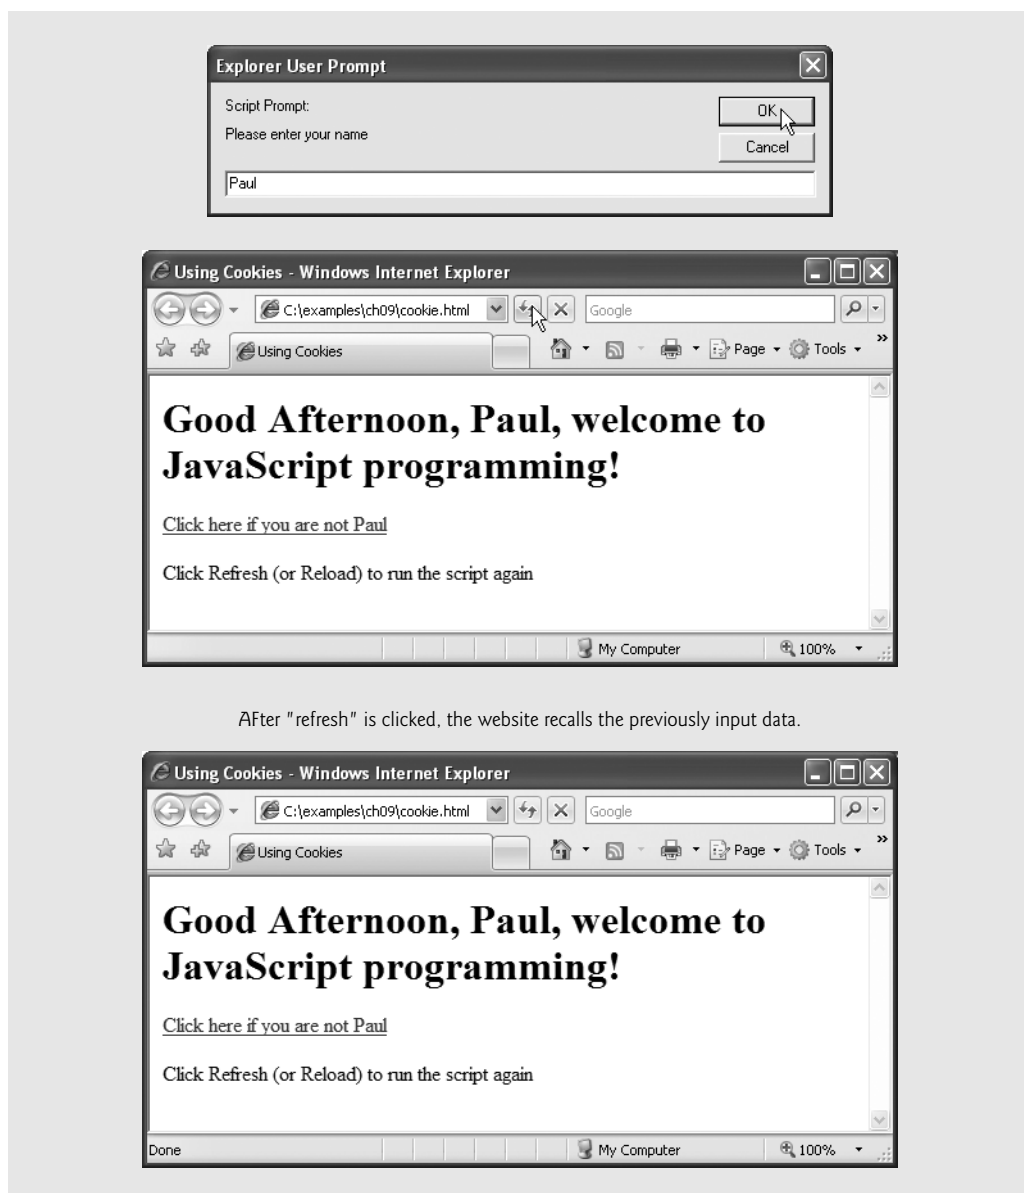 Explorer User Prompt
Script Prompt:
Please enter your name
OK
Cancel
Paul
Using Cookies - Windows Internet Explorer
C:\examples\ch09\cookie.html
Google
Using Cookies
Page
Tools
»
Good Afternoon, Paul, welcome to
JavaScript programming!
Click here if you are not Paul
Click Refresh (or Reload) to run the script again
My Computer
100%
AFter "refresh" is clicked, the website recalls the previously input data.
Using Cookies - Windows Internet Explorer
C:\examples\ch09\cookie.html
Google
Using Cookies
Page
Tools
»
Good Afternoon, Paul, welcome to
JavaScript programming!
Click here if you are not Paul
Click Refresh (or Reload) to run the script again
Done
My Computer
100%